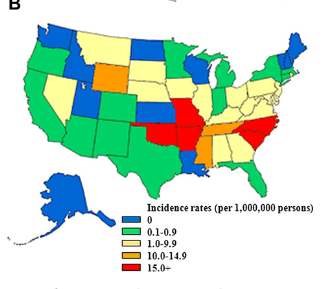 B
Incidence rates (per 1,000,000 persons)
0
0.1-0.9
1.0-9.9
10.0-14.9
15.0+